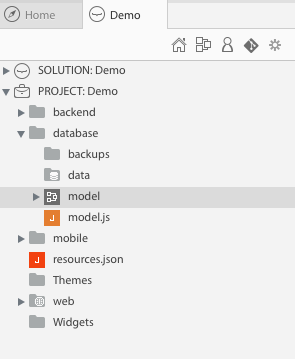 Home
Demo
SOLUTION: Demo
PROJECT: Demo
backend
database
backups
data
model
model.js
mobile
resources.json
Themes
web
Widgets